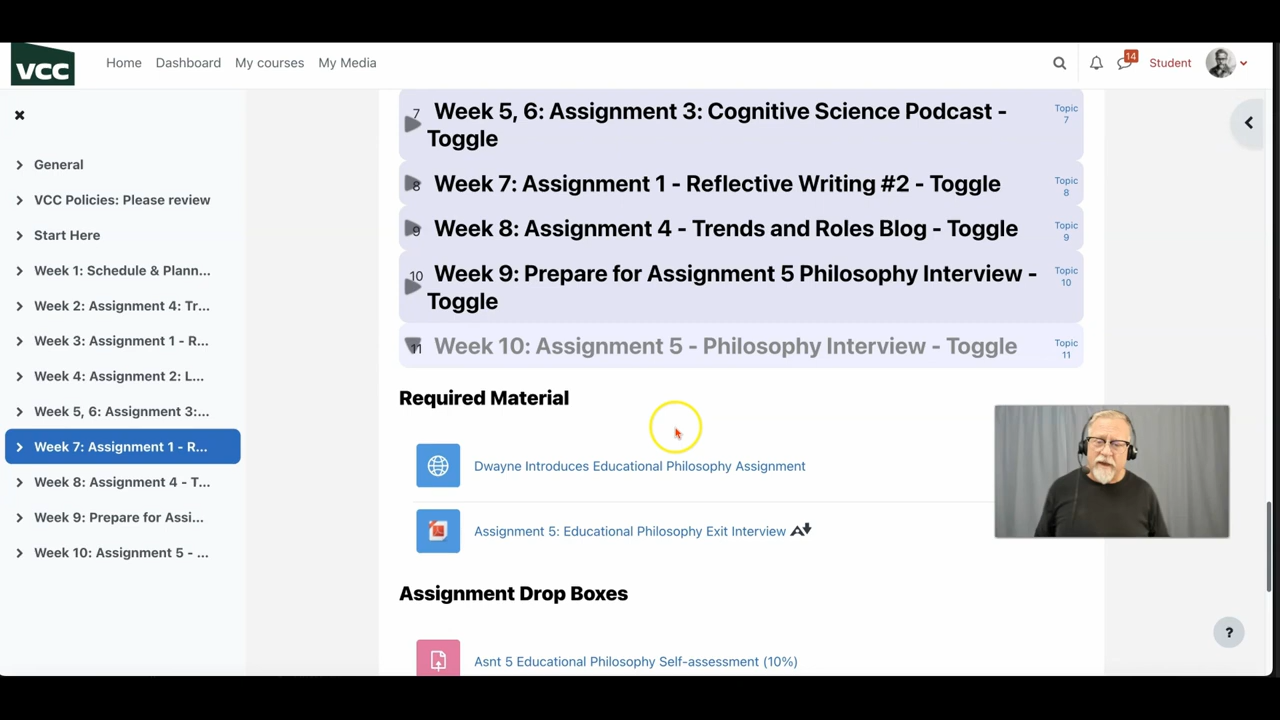 VCC
Home Dashboard My courses My Media
14
Student
General
VCC Policies: Please review
Start Here
Week 1: Schedule & Plann...
Week 2: Assignment 4: Tr...
Week 3: Assignment 1 - R...
Week 4: Assignment 2: L...
Week 5, 6: Assignment 3:...
Week 7: Assignment 1 - R...
Week 8: Assignment 4 - T...
Week 9: Prepare for Assi...
Week 10: Assignment 5 - ...
7
Week 5, 6: Assignment 3: Cognitive Science Podcast -
Toggle
Topic
7
8
Week 7: Assignment 1 - Reflective Writing #2 - Toggle
Topic
8
9
Week 8: Assignment 4 - Trends and Roles Blog - Toggle
Topic
9
10
Week 9: Prepare for Assignment 5 Philosophy Interview -
Toggle
Topic
10
11
Week 10: Assignment 5 - Philosophy Interview - Toggle
Topic
11
Required Material
Dwayne Introduces Educational Philosophy Assignment
Assignment 5: Educational Philosophy Exit Interview
Assignment Drop Boxes
Asnt 5 Educational Philosophy Self-assessment (10%)
?